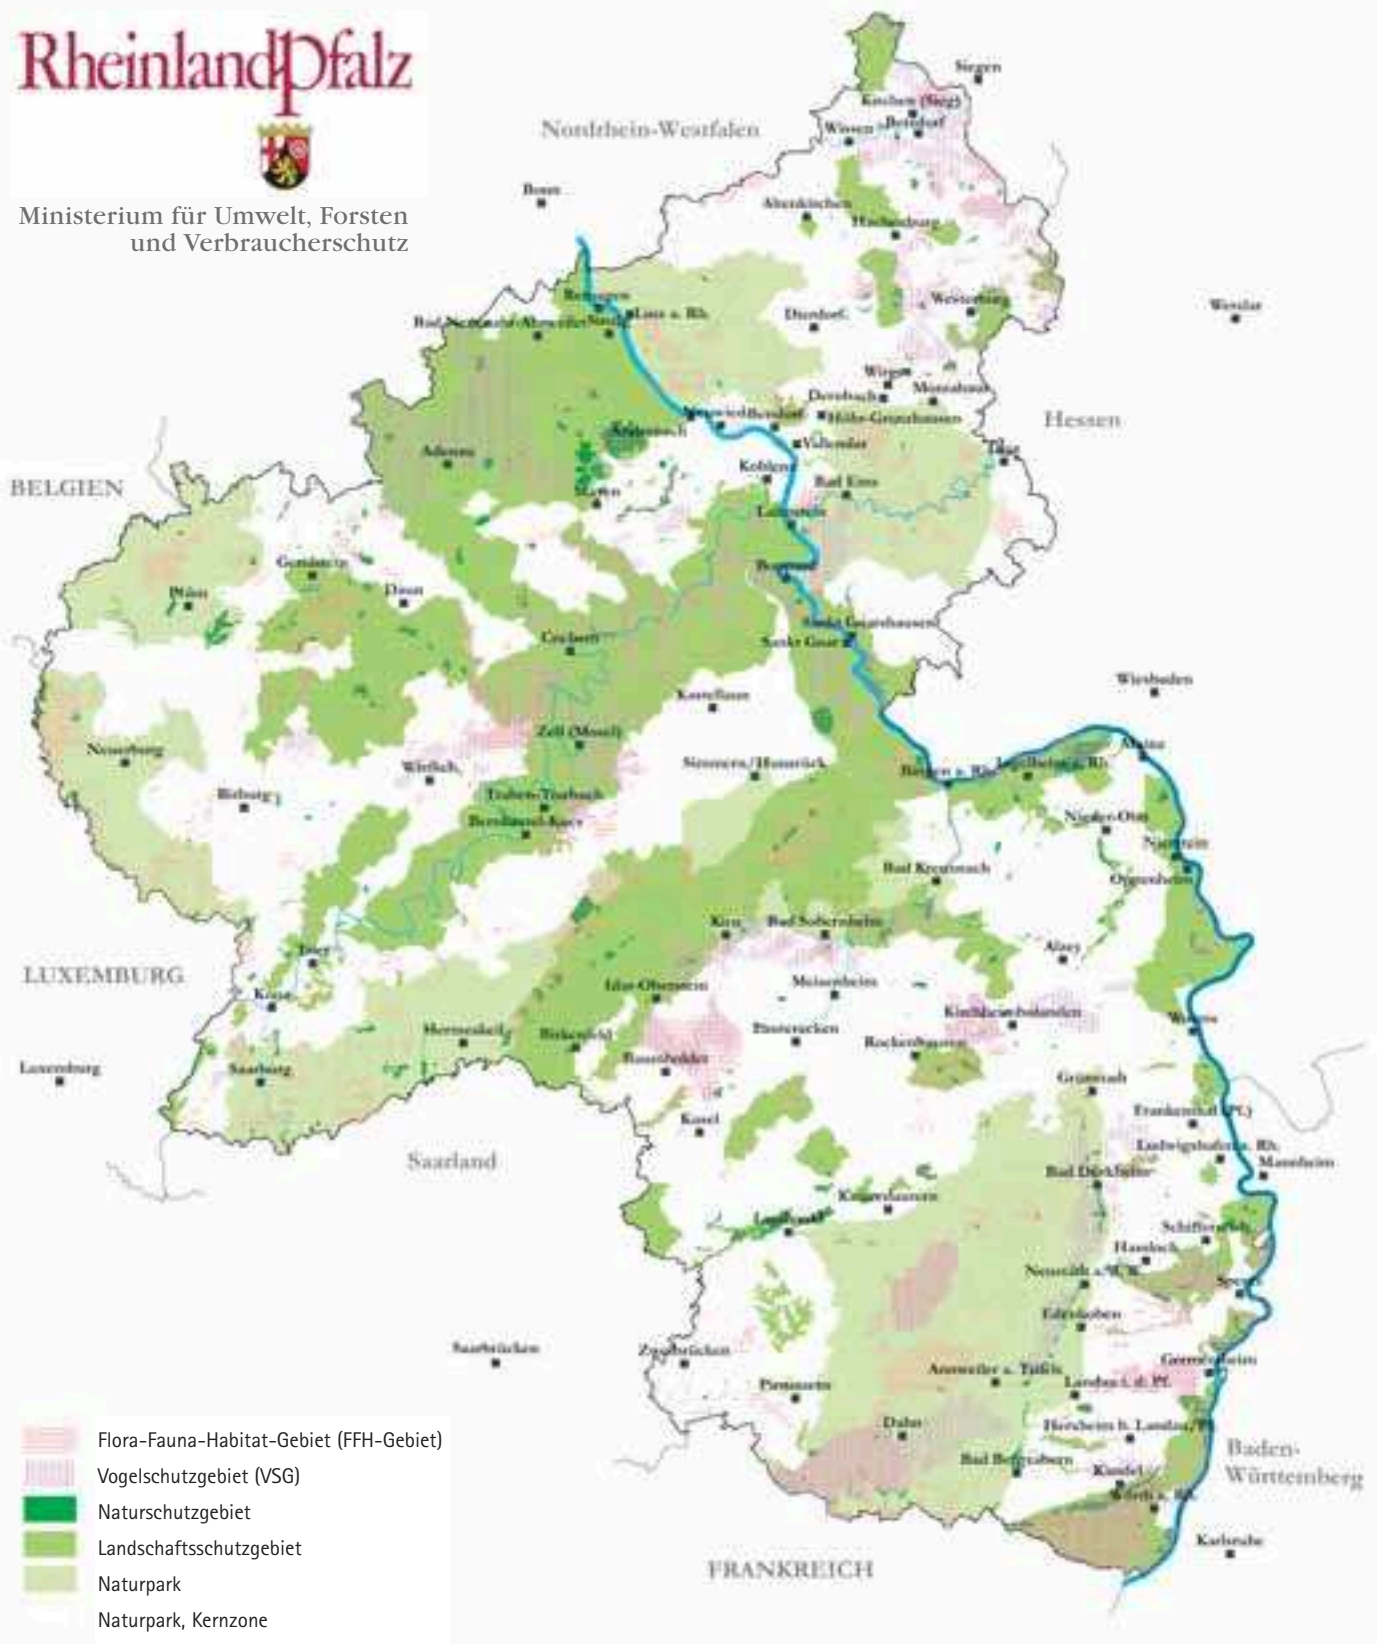 RheinlandPfalz
Ministerium für Umwelt, Forsten
und Verbraucherschutz
Siegen
Kirchen (Sieg)
Wissen
Betzdorf
Nordrhein-Westfalen
Bonn
Altenkirchen
Hachenburg
Remagen
Linz a. Rh.
Dierdorf
Westerburg
Wetzlar
Bad Neuenahr-Ahrweiler
Sinzig
Wirges
Dernbach
Montabaur
Neuwied
Bendorf
Höhr-Grenzhausen
Hessen
Andernach
Vallendar
Adenau
Koblenz
Diez
BELGIEN
Bad Ems
Mayen
Lahnstein
Gerolstein
Boppard
Prüm
Daun
Sankt Goarshausen
Cochem
Sankt Goar
Kastellaun
Wiesbaden
Zell (Mosel)
Neuerburg
Mainz
Simmern/Hunsrück
Wittlich
Bingen a. Rh.
Ingelheim a. Rh.
Bitburg
Traben-Trarbach
Bernkastel-Kues
Nieder-Olm
Nierstein
Bad Kreuznach
Oppenheim
Kirn
Bad Sobernheim
Trier
Alzey
LUXEMBURG
Idar-Oberstein
Meisenheim
Konz
Kirchheimbolanden
Worms
Hermeskeil
Birkenfeld
Lauterecken
Rockenhausen
Luxemburg
Saarburg
Baumholder
Grünstadt
Kusel
Frankenthal (Pf.)
Saarland
Ludwigshafen a. Rh.
Bad Dürkheim
Mannheim
Kaiserslautern
Landstuhl
Schifferstadt
Hassloch
Neustadt a. d. W.
Speyer
Edenkoben
Saarbrücken
Zweibrücken
Germersheim
Pirmasens
Annweiler a. Trifels
Landau i. d. Pf.
Dahn
Herxheim b. Landau/Pf.
Baden-
Württemberg
Bad Bergzabern
Kandel
Wörth a. Rh.
Karlsruhe
FRANKREICH
Flora-Fauna-Habitat-Gebiet (FFH-Gebiet)
Vogelschutzgebiet (VSG)
Naturschutzgebiet
Landschaftsschutzgebiet
Naturpark
Naturpark, Kernzone